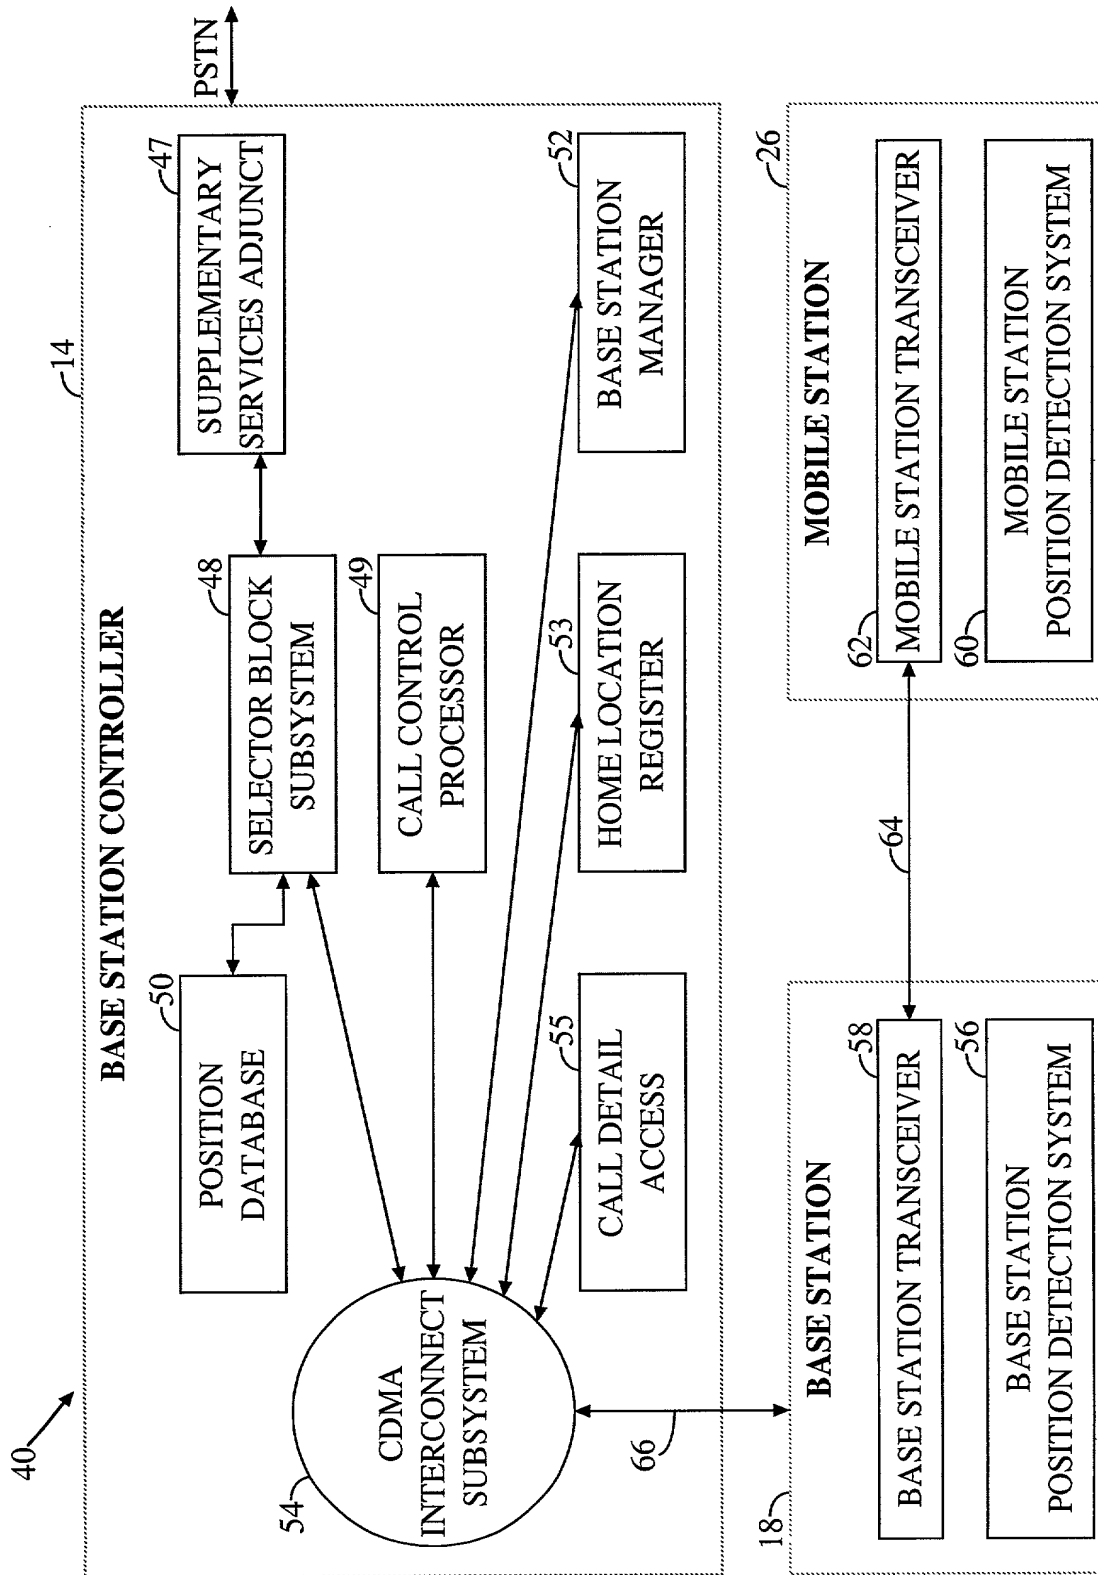 40
14
BASE STATION CONTROLLER
PSTN
50
POSITION
DATABASE
48
SELECTOR BLOCK
SUBSYSTEM
47
SUPPLEMENTARY
SERVICES ADJUNCT
54
CDMA
INTERCONNECT
SUBSYSTEM
49
CALL CONTROL
PROCESSOR
55
CALL DETAIL
ACCESS
53
HOME LOCATION
REGISTER
52
BASE STATION
MANAGER
66
18
BASE STATION
58
BASE STATION TRANSCEIVER
56
BASE STATION
POSITION DETECTION SYSTEM
64
26
MOBILE STATION
62
MOBILE STATION TRANSCEIVER
60
MOBILE STATION
POSITION DETECTION SYSTEM